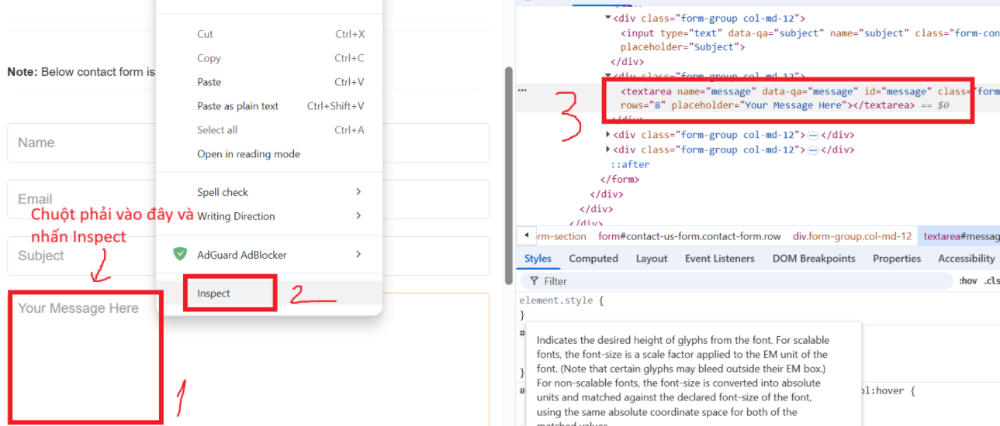 Cut Ctrl+X
Copy Ctrl+C
Note: Below contact form is
Paste Ctrl+V
Paste as plain text Ctrl+Shift+V
Select all Ctrl+A
Open in reading mode
Name
Spell check
Email
Chuột phải vào đây và
nhấn Inspect
Writing Direction
Subject
AdGuard AdBlocker
Inspect
2
Your Message Here
1
<div class="form-group col-md-12">
<input type="text" data-qa="subject" name="subject" class="form-con
placeholder="Subject">
</div>
<div class="form-group col-md-12">
3
… <textarea name="message" data-qa="message" id="message" class="form
rows="8" placeholder="Your Message Here"></textarea> == $0
</div>
<div class="form-group col-md-12">…</div>
<div class="form-group col-md-12">…</div>
::after
</form>
</div>
</div>
</div>
orm-section form#contact-us-form.contact-form.row div.form-group.col-md-12 textarea#messag
Styles Computed Layout Event Listeners DOM Breakpoints Properties Accessibility
Filter :hov .cls
element.style {
}
#
Indicates the desired height of glyphs from the font. For scalable
fonts, the font-size is a scale factor applied to the EM unit of the
font. (Note that certain glyphs may bleed outside their EM box.)
}
For non-scalable fonts, the font-size is converted into absolute
units and matched against the declared font-size of the font,
# ol:hover {
using the same absolute coordinate space for both of the
matched values.